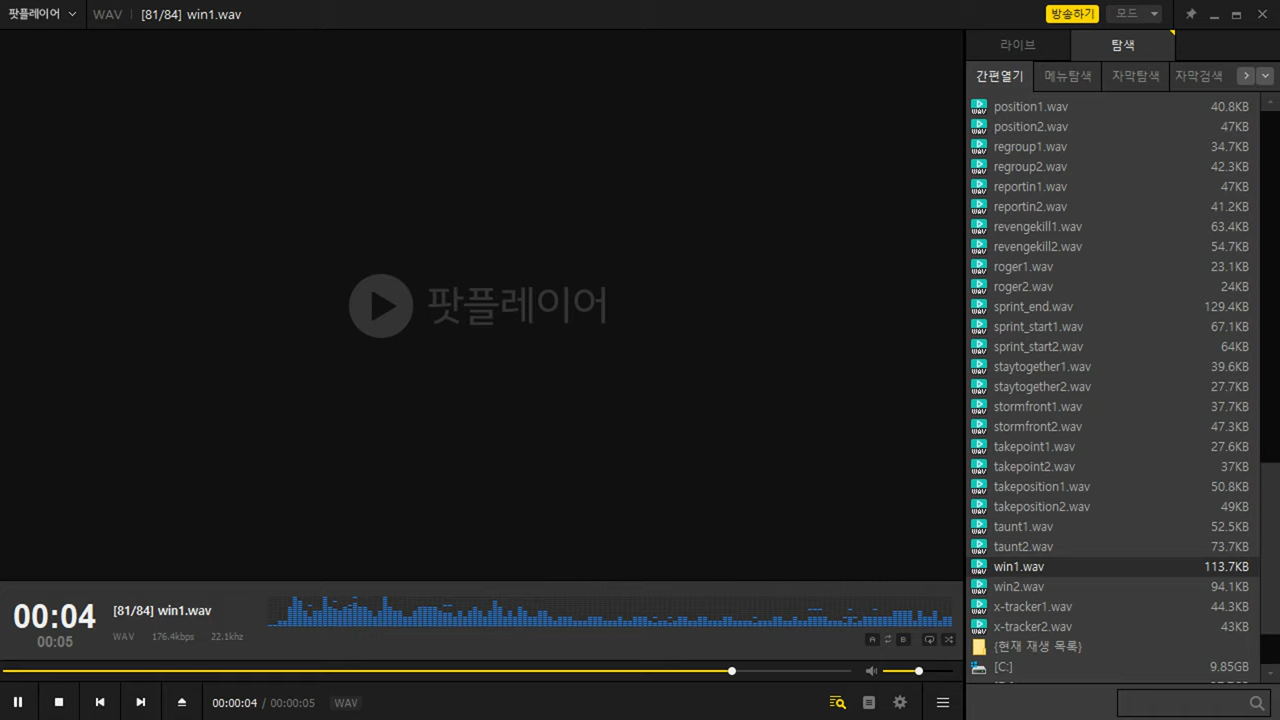 팟플레이어
WAV
[81/84] win1.wav
방송하기
모드
라이브
탐색
간편열기
메뉴탐색
자막탐색
자막검색
position1.wav 40.8KB
position2.wav 47KB
regroup1.wav 34.7KB
regroup2.wav 42.3KB
reportin1.wav 47KB
reportin2.wav 41.2KB
revengekill1.wav 63.4KB
revengekill2.wav 54.7KB
roger1.wav 23.1KB
roger2.wav 24KB
sprint_end.wav 129.4KB
sprint_start1.wav 67.1KB
sprint_start2.wav 64KB
staytogether1.wav 39.6KB
staytogether2.wav 27.7KB
stormfront1.wav 37.7KB
stormfront2.wav 47.3KB
takepoint1.wav 27.6KB
takepoint2.wav 37KB
takeposition1.wav 50.8KB
takeposition2.wav 49KB
taunt1.wav 52.5KB
taunt2.wav 73.7KB
win1.wav 113.7KB
win2.wav 94.1KB
x-tracker1.wav 44.3KB
x-tracker2.wav 43KB
{현재 재생 목록}
[C:] 9.85GB
팟플레이어
00:04
00:05
[81/84] win1.wav
WAV 176.4kbps 22.1khz
A B
00:00:04 / 00:00:05 WAV